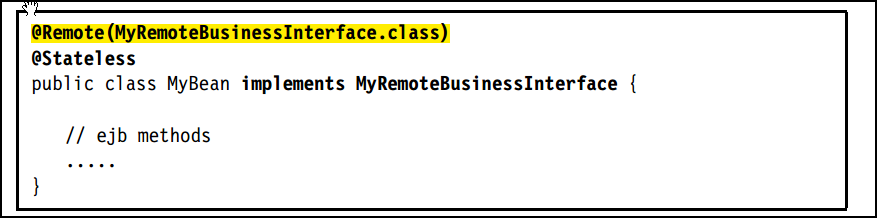 @Remote(MyRemoteBusinessInterface.class)
@Stateless
public class MyBean implements MyRemoteBusinessInterface {
// ejb methods
.....
}